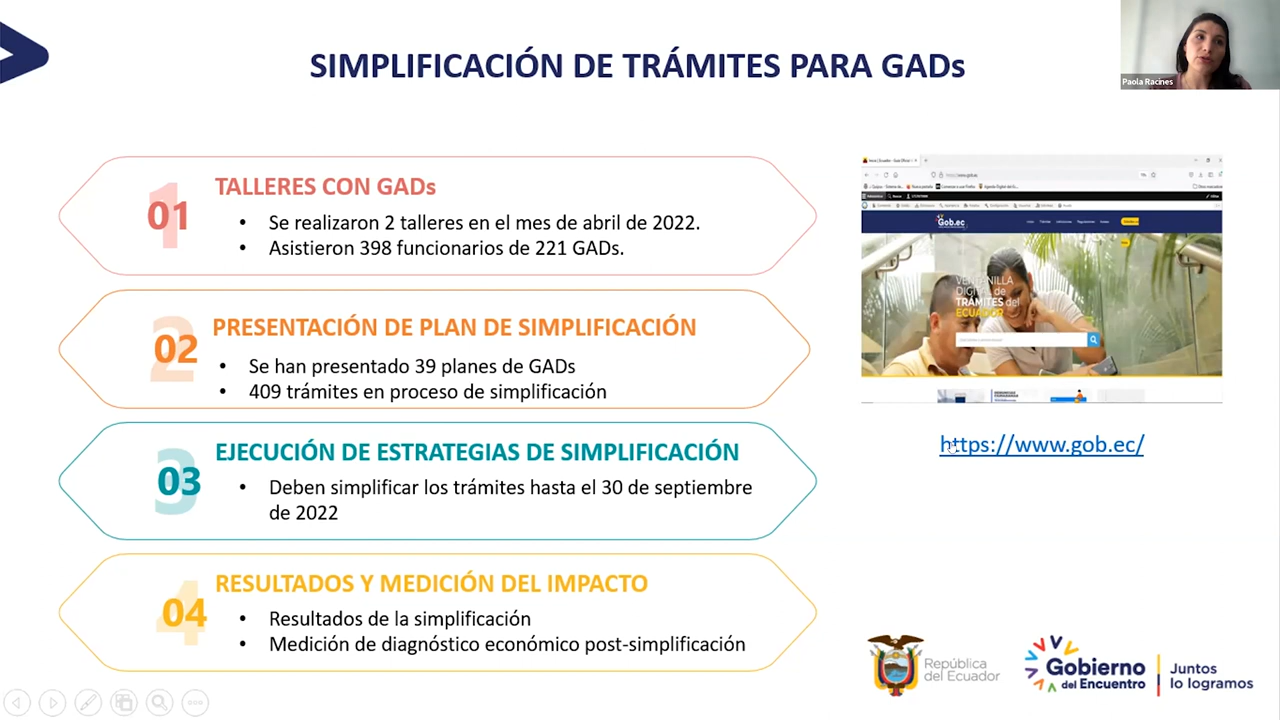 SIMPLIFICACIÓN DE TRÁMITES PARA GADs
Paola Racines
01
TALLERES CON GADs
• Se realizaron 2 talleres en el mes de abril de 2022.
• Asistieron 398 funcionarios de 221 GADs.
02
PRESENTACIÓN DE PLAN DE SIMPLIFICACIÓN
• Se han presentado 39 planes de GADs
• 409 trámites en proceso de simplificación
03
EJECUCIÓN DE ESTRATEGIAS DE SIMPLIFICACIÓN
• Deben simplificar los trámites hasta el 30 de septiembre
de 2022
04
RESULTADOS Y MEDICIÓN DEL IMPACTO
• Resultados de la simplificación
• Medición de diagnóstico económico post-simplificación
Gob.ec
VENTANILLA
DIGITAL de
TRÁMITES del
ECUADOR
https://www.gob.ec/
República
del Ecuador
Gobierno
del Encuentro
Juntos
lo logramos